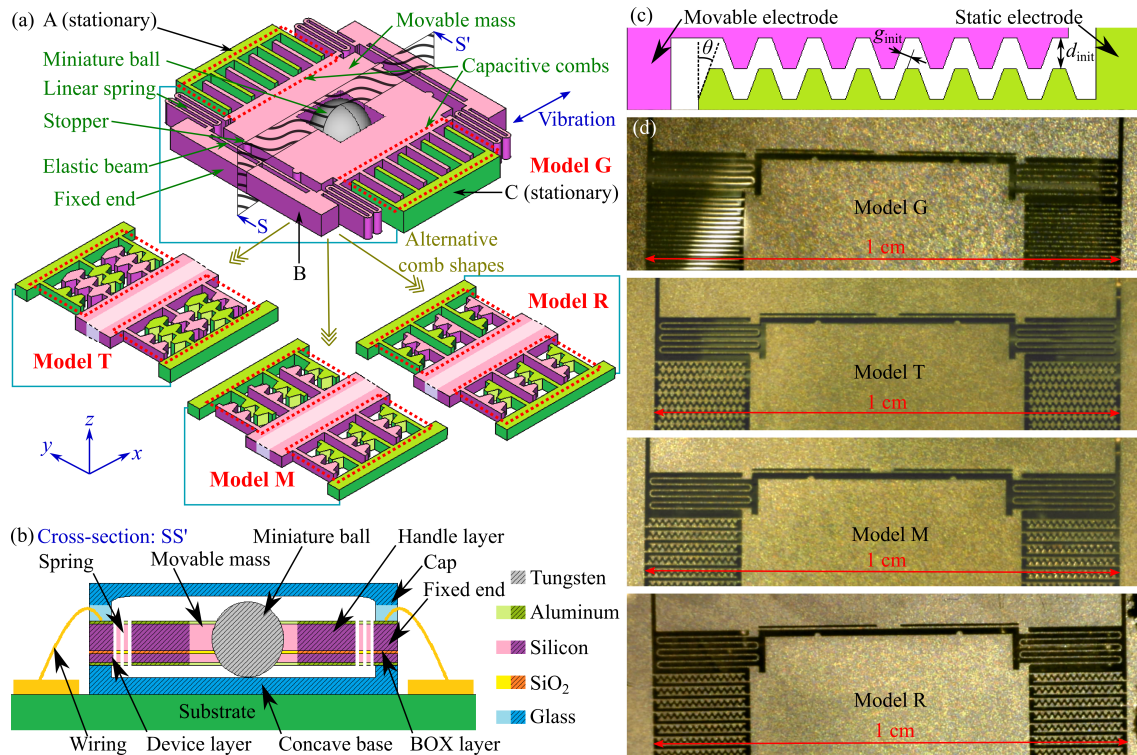 (a)
A (stationary)
Miniature ball
Linear spring
Stopper
Elastic beam
Fixed end
Movable mass
S'
Capacitive combs
Vibration
Model G
C (stationary)
S
B
Alternative
comb shapes
Model T
Model M
Model R
z
y
x
(b) Cross-section: SS'
Spring
Movable mass
Miniature ball
Handle layer
Cap
Fixed end
Substrate
Wiring
Device layer
Concave base
BOX layer
Tungsten
Aluminum
Silicon
SiO2
Glass
(c)
Movable electrode
Static electrode
θ
ginit
dinit
(d)
Model G
1 cm
Model T
1 cm
Model M
1 cm
Model R
1 cm